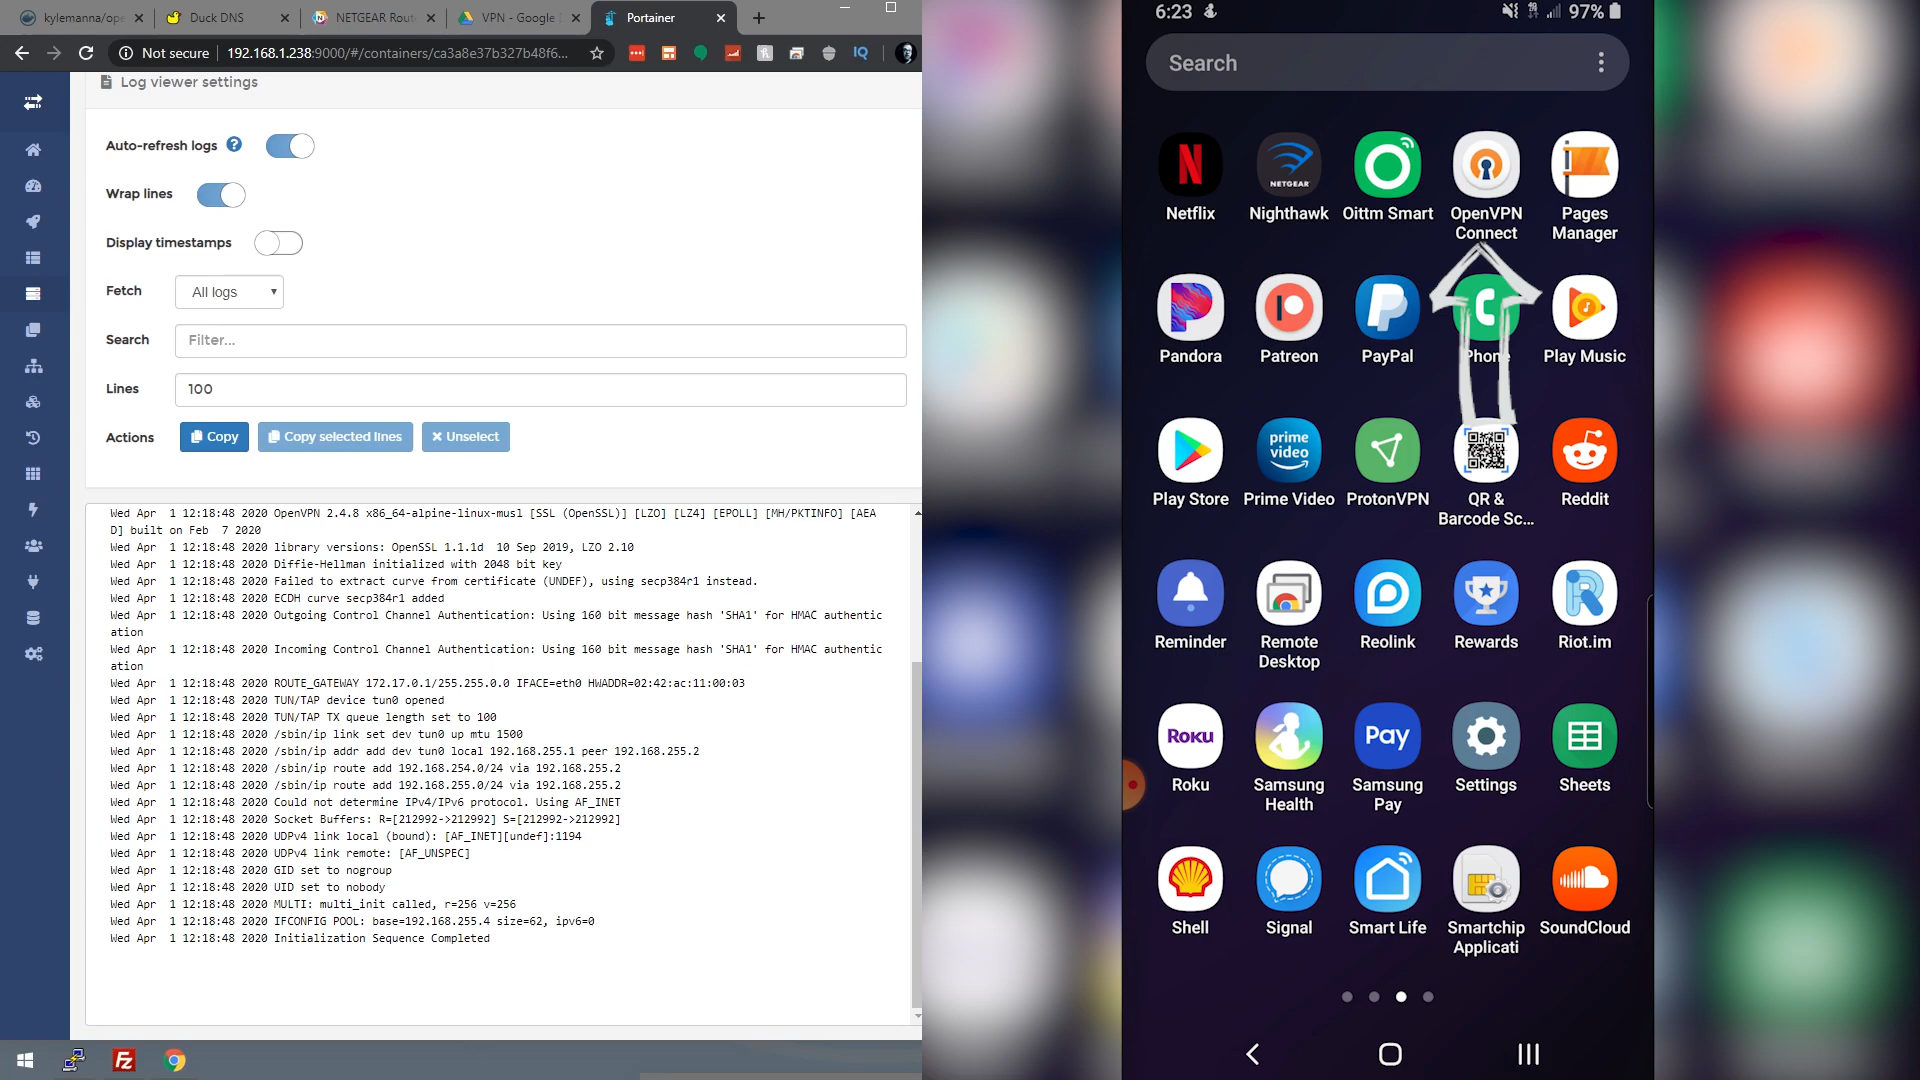 kylemanna/ope
Duck DNS
NETGEAR Rout
VPN - Google D
Portainer
Not secure
192.168.1.238:9000/#/containers/ca3a8e37b327b48f6...
IQ
Log viewer settings
Auto-refresh logs
Wrap lines
Display timestamps
Fetch
All logs
Search
Filter...
Lines
100
Actions
Copy
Copy selected lines
Unselect
Wed Apr  1 12:18:48 2020 OpenVPN 2.4.8 x86_64-alpine-linux-musl [SSL (OpenSSL)] [LZO] [LZ4] [EPOLL] [MH/PKTINFO] [AEA
D] built on Feb  7 2020
Wed Apr  1 12:18:48 2020 library versions: OpenSSL 1.1.1d  10 Sep 2019, LZO 2.10
Wed Apr  1 12:18:48 2020 Diffie-Hellman initialized with 2048 bit key
Wed Apr  1 12:18:48 2020 Failed to extract curve from certificate (UNDEF), using secp384r1 instead.
Wed Apr  1 12:18:48 2020 ECDH curve secp384r1 added
Wed Apr  1 12:18:48 2020 Outgoing Control Channel Authentication: Using 160 bit message hash 'SHA1' for HMAC authentic
ation
Wed Apr  1 12:18:48 2020 Incoming Control Channel Authentication: Using 160 bit message hash 'SHA1' for HMAC authentic
ation
Wed Apr  1 12:18:48 2020 ROUTE_GATEWAY 172.17.0.1/255.255.0.0 IFACE=eth0 HWADDR=02:42:ac:11:00:03
Wed Apr  1 12:18:48 2020 TUN/TAP device tun0 opened
Wed Apr  1 12:18:48 2020 TUN/TAP TX queue length set to 100
Wed Apr  1 12:18:48 2020 /sbin/ip link set dev tun0 up mtu 1500
Wed Apr  1 12:18:48 2020 /sbin/ip addr add dev tun0 local 192.168.255.1 peer 192.168.255.2
Wed Apr  1 12:18:48 2020 /sbin/ip route add 192.168.254.0/24 via 192.168.255.2
Wed Apr  1 12:18:48 2020 /sbin/ip route add 192.168.255.0/24 via 192.168.255.2
Wed Apr  1 12:18:48 2020 Could not determine IPv4/IPv6 protocol. Using AF_INET
Wed Apr  1 12:18:48 2020 Socket Buffers: R=[212992->212992] S=[212992->212992]
Wed Apr  1 12:18:48 2020 UDPv4 link local (bound): [AF_INET][undef]:1194
Wed Apr  1 12:18:48 2020 UDPv4 link remote: [AF_UNSPEC]
Wed Apr  1 12:18:48 2020 GID set to nogroup
Wed Apr  1 12:18:48 2020 UID set to nobody
Wed Apr  1 12:18:48 2020 MULTI: multi_init called, r=256 v=256
Wed Apr  1 12:18:48 2020 IFCONFIG POOL: base=192.168.255.4 size=62, ipv6=0
Wed Apr  1 12:18:48 2020 Initialization Sequence Completed
Fz
6:23
97%
Search
N
NETGEAR
Netflix
Nighthawk
Oittm Smart
OpenVPN
Connect
Pages
Manager
Pandora
Patreon
PayPal
Phone
Play Music
prime
video
Play Store
Prime Video
ProtonVPN
QR &
Barcode Sc...
Reddit
Reminder
Remote
Desktop
Reolink
Rewards
Riot.im
Roku
Pay
Roku
Samsung
Health
Samsung
Pay
Settings
Sheets
Shell
Signal
Smart Life
Smartchip
Applicati
SoundCloud